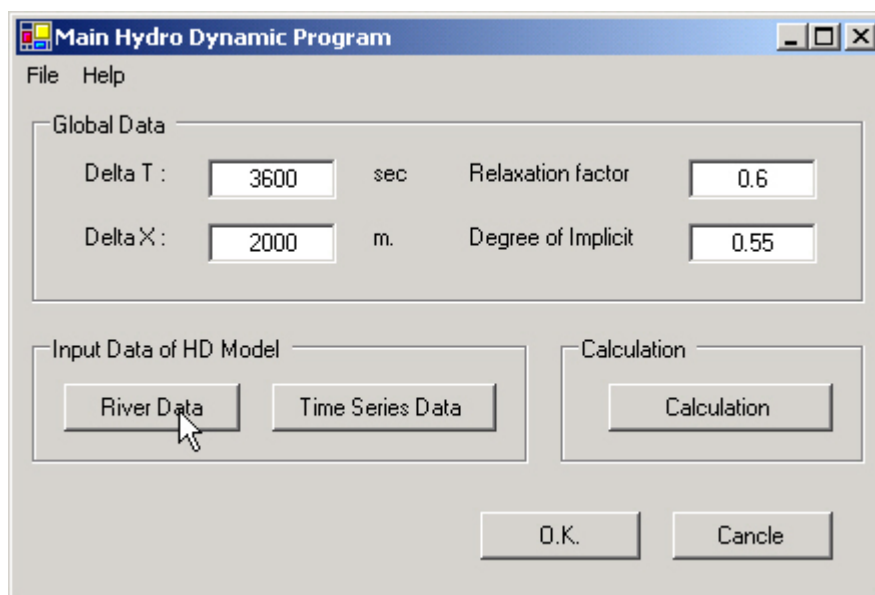 Main Hydro Dynamic Program
File Help
Global Data
Delta T : 3600 sec Relaxation factor 0.6
Delta X : 2000 m. Degree of Implicit 0.55
Input Data of HD Model Calculation
River Data Time Series Data Calculation
O.K. Cancle